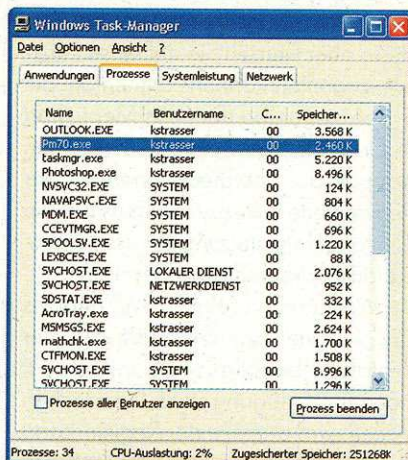 Windows Task-Manager
Datei Optionen Ansicht ?
Anwendungen Prozesse Systemleistung Netzwerk
Name Benutzername C... Speicher...
OUTLOOK.EXE kstrasser 00 3.568 K
Pm70.exe kstrasser 00 2.460 K
taskmgr.exe kstrasser 00 5.220 K
Photoshop.exe kstrasser 00 8.496 K
NVSVC32.EXE SYSTEM 00 124 K
NAVAPSVC.EXE SYSTEM 00 804 K
MDM.EXE SYSTEM 00 660 K
CCEVTMGR.EXE SYSTEM 00 696 K
SPOOLSV.EXE SYSTEM 00 1.220 K
LEXBCES.EXE SYSTEM 00 88 K
SVCHOST.EXE LOKALER DIENST 00 2.076 K
SVCHOST.EXE NETZWERKDIENST 00 952 K
SDSTAT.EXE kstrasser 00 332 K
AcroTray.exe kstrasser 00 224 K
MSMSGS.EXE kstrasser 00 2.624 K
rnathchk.exe kstrasser 00 1.700 K
CTFMON.EXE kstrasser 00 1.508 K
SVCHOST.EXE SYSTEM 00 8.996 K
SVCHOST.EXE SYSTEM 00 1.296 K
Prozesse aller Benutzer anzeigen Prozess beenden
Prozesse: 34 CPU-Auslastung: 2% Zugesicherter Speicher: 251268K